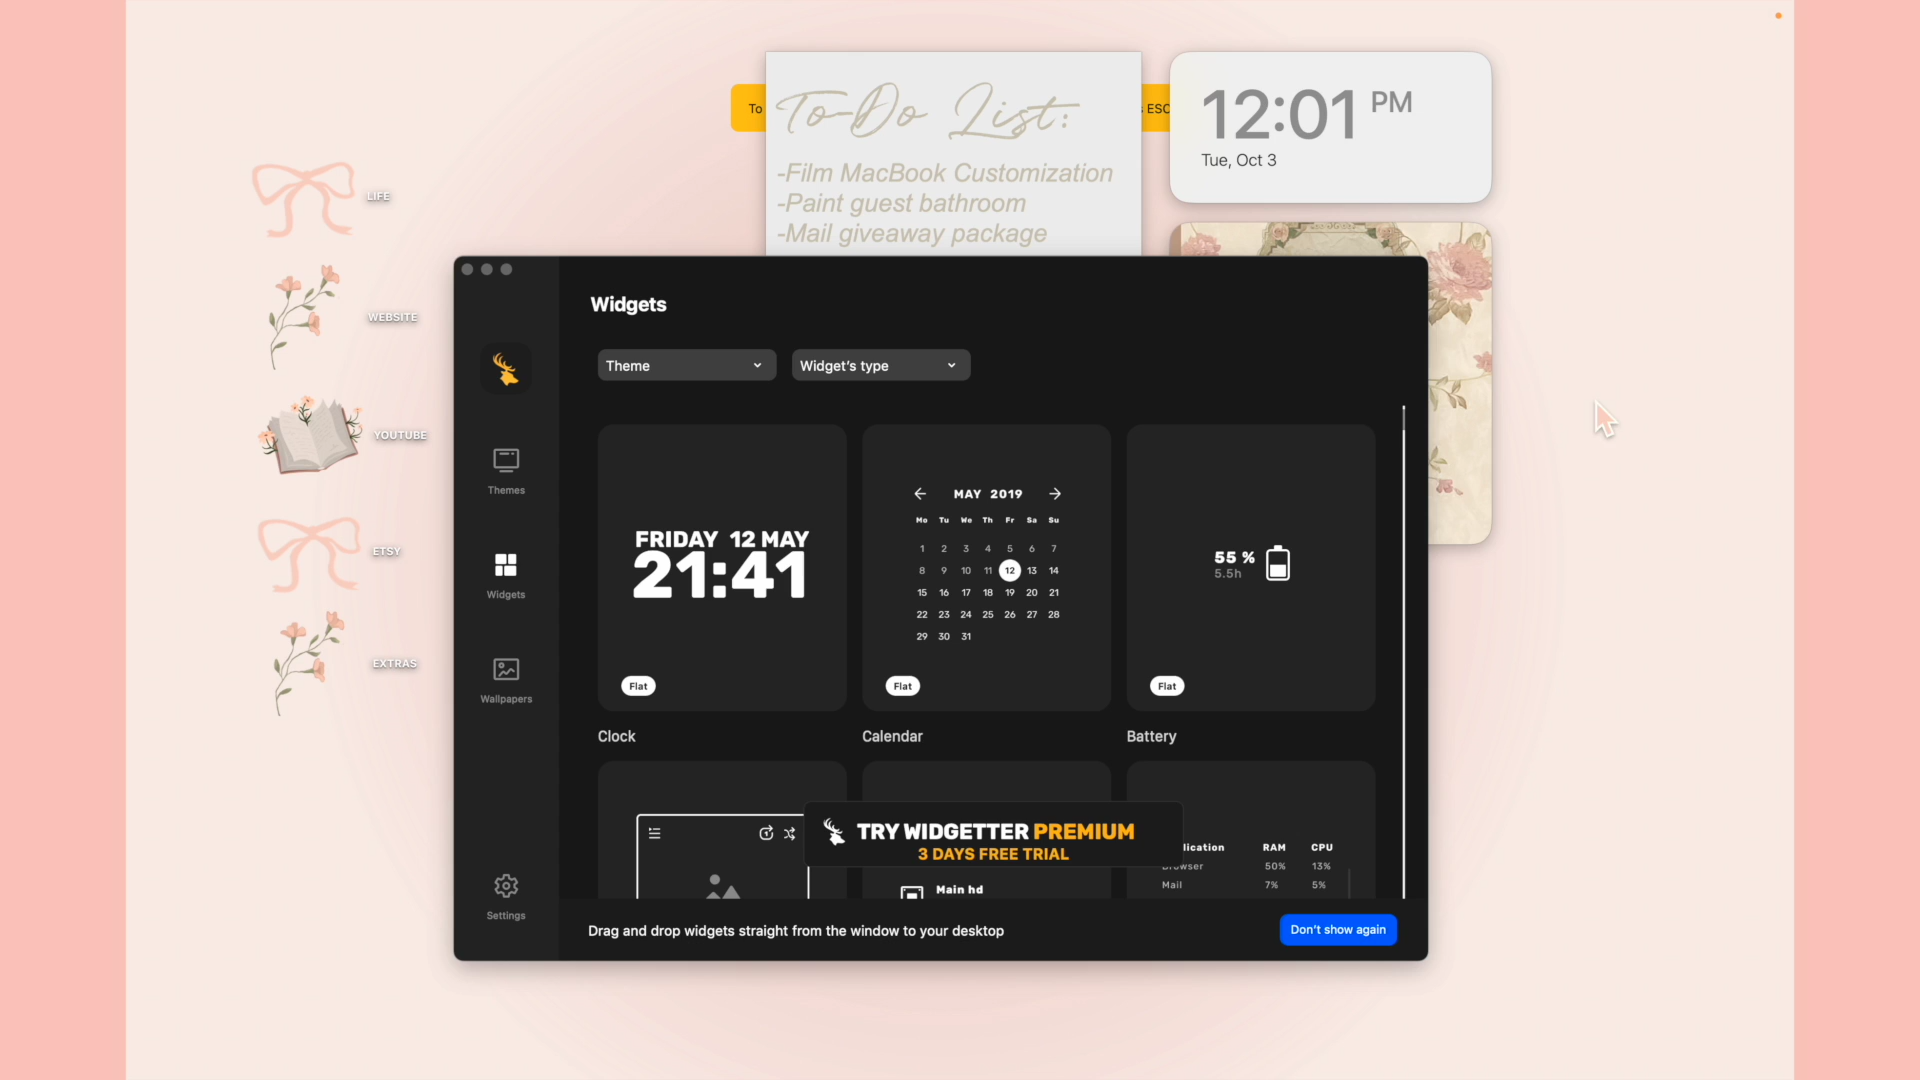 To
s ESC
To-Do List:
-Film MacBook Customization
-Paint guest bathroom
-Mail giveaway package
12:01 PM
Tue, Oct 3
LIFE
WEBSITE
YOUTUBE
ETSY
EXTRAS
Themes
Widgets
Wallpapers
Settings
Widgets
Theme
Widget's type
FRIDAY 12 MAY
21:41
Flat
Clock
MAY 2019
Mo Tu We Th Fr Sa Su
1 2 3 4 5 6 7
8 9 10 11 12 13 14
15 16 17 18 19 20 21
22 23 24 25 26 27 28
29 30 31
Flat
Calendar
55 %
5.5h
Flat
Battery
Main hd
lication RAM CPU
Browser 50% 13%
Mail 7% 5%
TRY WIDGETTER PREMIUM
3 DAYS FREE TRIAL
Drag and drop widgets straight from the window to your desktop
Don't show again